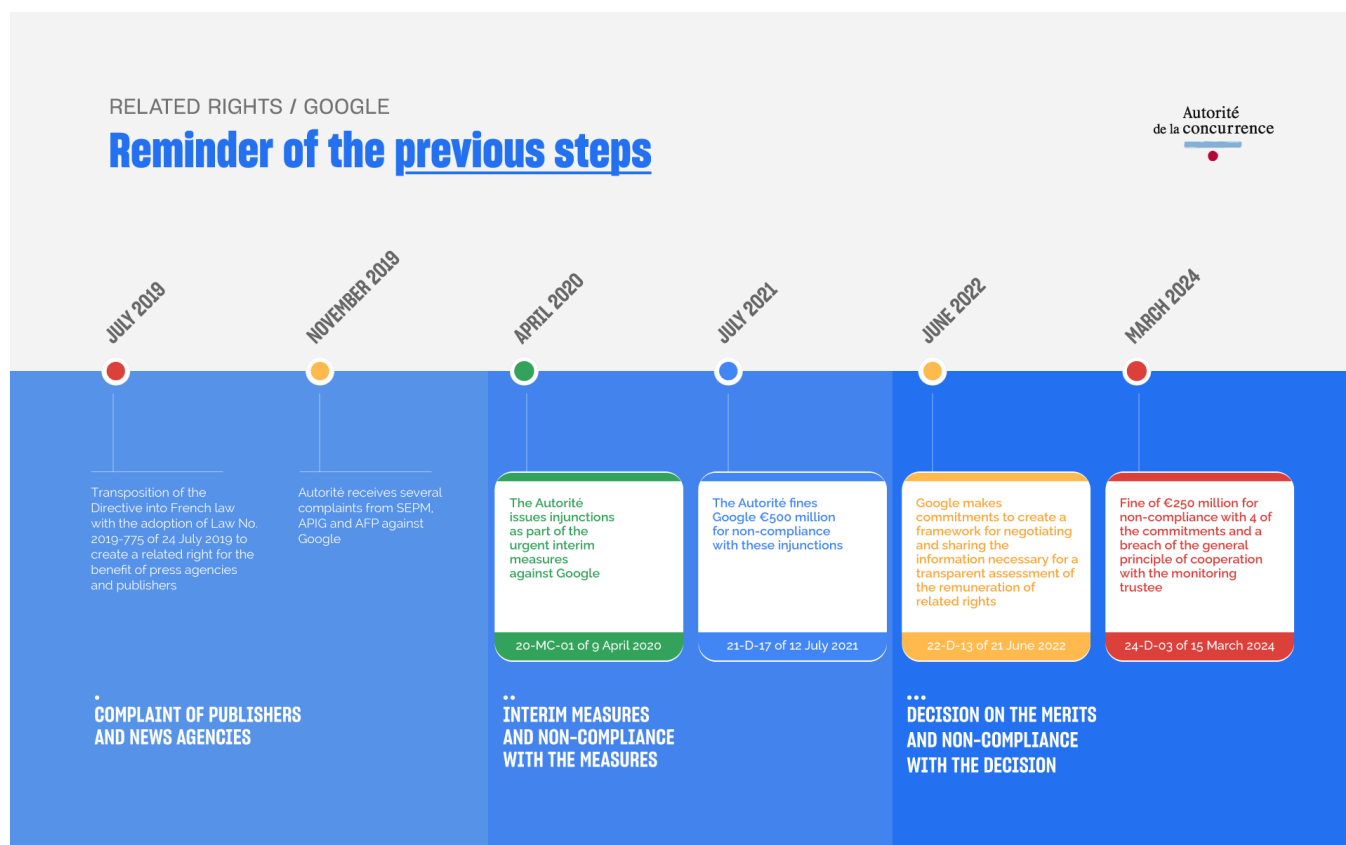 RELATED RIGHTS / GOOGLE
Reminder of the previous steps
Autorité
de la concurrence
JULY 2019
NOVEMBER 2019
APRIL 2020
JULY 2021
JUNE 2022
MARCH 2024
Transposition of the
Directive into French law
with the adoption of Law No.
2019-775 of 24 July 2019 to
create a related right for the
benefit of press agencies
and publishers
Autorité receives several
complaints from SEPM,
APIG and AFP against
Google
The Autorité
issues injunctions
as part of the
urgent interim
measures
against Google
20-MC-01 of 9 April 2020
The Autorité fines
Google €500 million
for non-compliance
with these injunctions
21-D-17 of 12 July 2021
Google makes
commitments to create a
framework for negotiating
and sharing the
information necessary for a
transparent assessment of
the remuneration of
related rights
22-D-13 of 21 June 2022
Fine of €250 million for
non-compliance with 4 of
the commitments and a
breach of the general
principle of cooperation
with the monitoring
trustee
24-D-03 of 15 March 2024
COMPLAINT OF PUBLISHERS
AND NEWS AGENCIES
INTERIM MEASURES
AND NON-COMPLIANCE
WITH THE MEASURES
DECISION ON THE MERITS
AND NON-COMPLIANCE
WITH THE DECISION